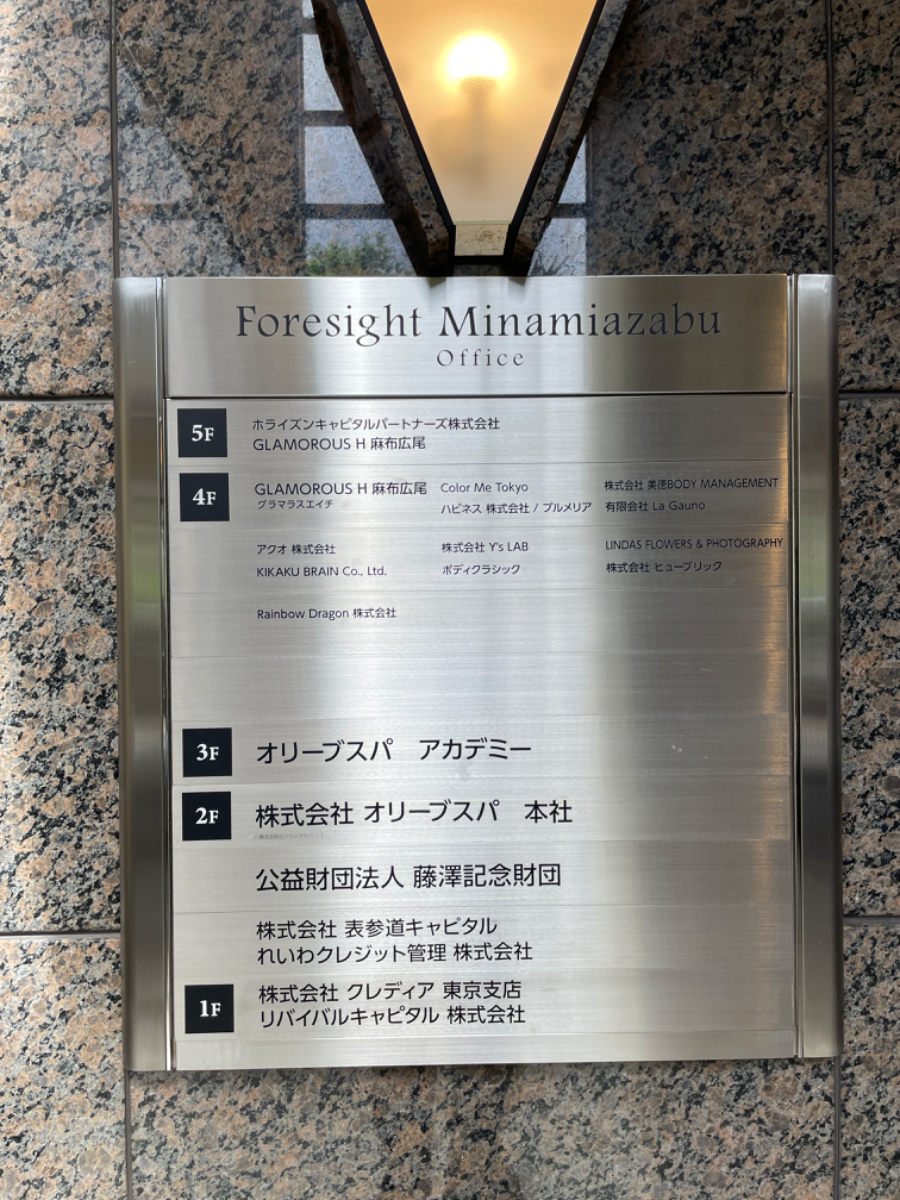 Foresight Minamiazabu
Office
5F
ホライズンキャピタルパートナーズ株式会社
GLAMOROUS H 麻布広尾
4F
GLAMOROUS H 麻布広尾
グラマラスエイチ
Color Me Tokyo
ハピネス 株式会社 / プルメリア
株式会社 美徳BODY MANAGEMENT
有限会社 La Gauno
アクオ 株式会社
株式会社 Y's LAB
LINDAS FLOWERS & PHOTOGRAPHY
KIKAKU BRAIN Co., Ltd.
ボディクラシック
株式会社 ヒューブリック
Rainbow Dragon 株式会社
3F
オリーブスパ　アカデミー
2F
株式会社 オリーブスパ　本社
公益財団法人 藤澤記念財団
株式会社 表参道キャピタル
れいわクレジット管理 株式会社
1F
株式会社 クレディア 東京支店
リバイバルキャピタル 株式会社